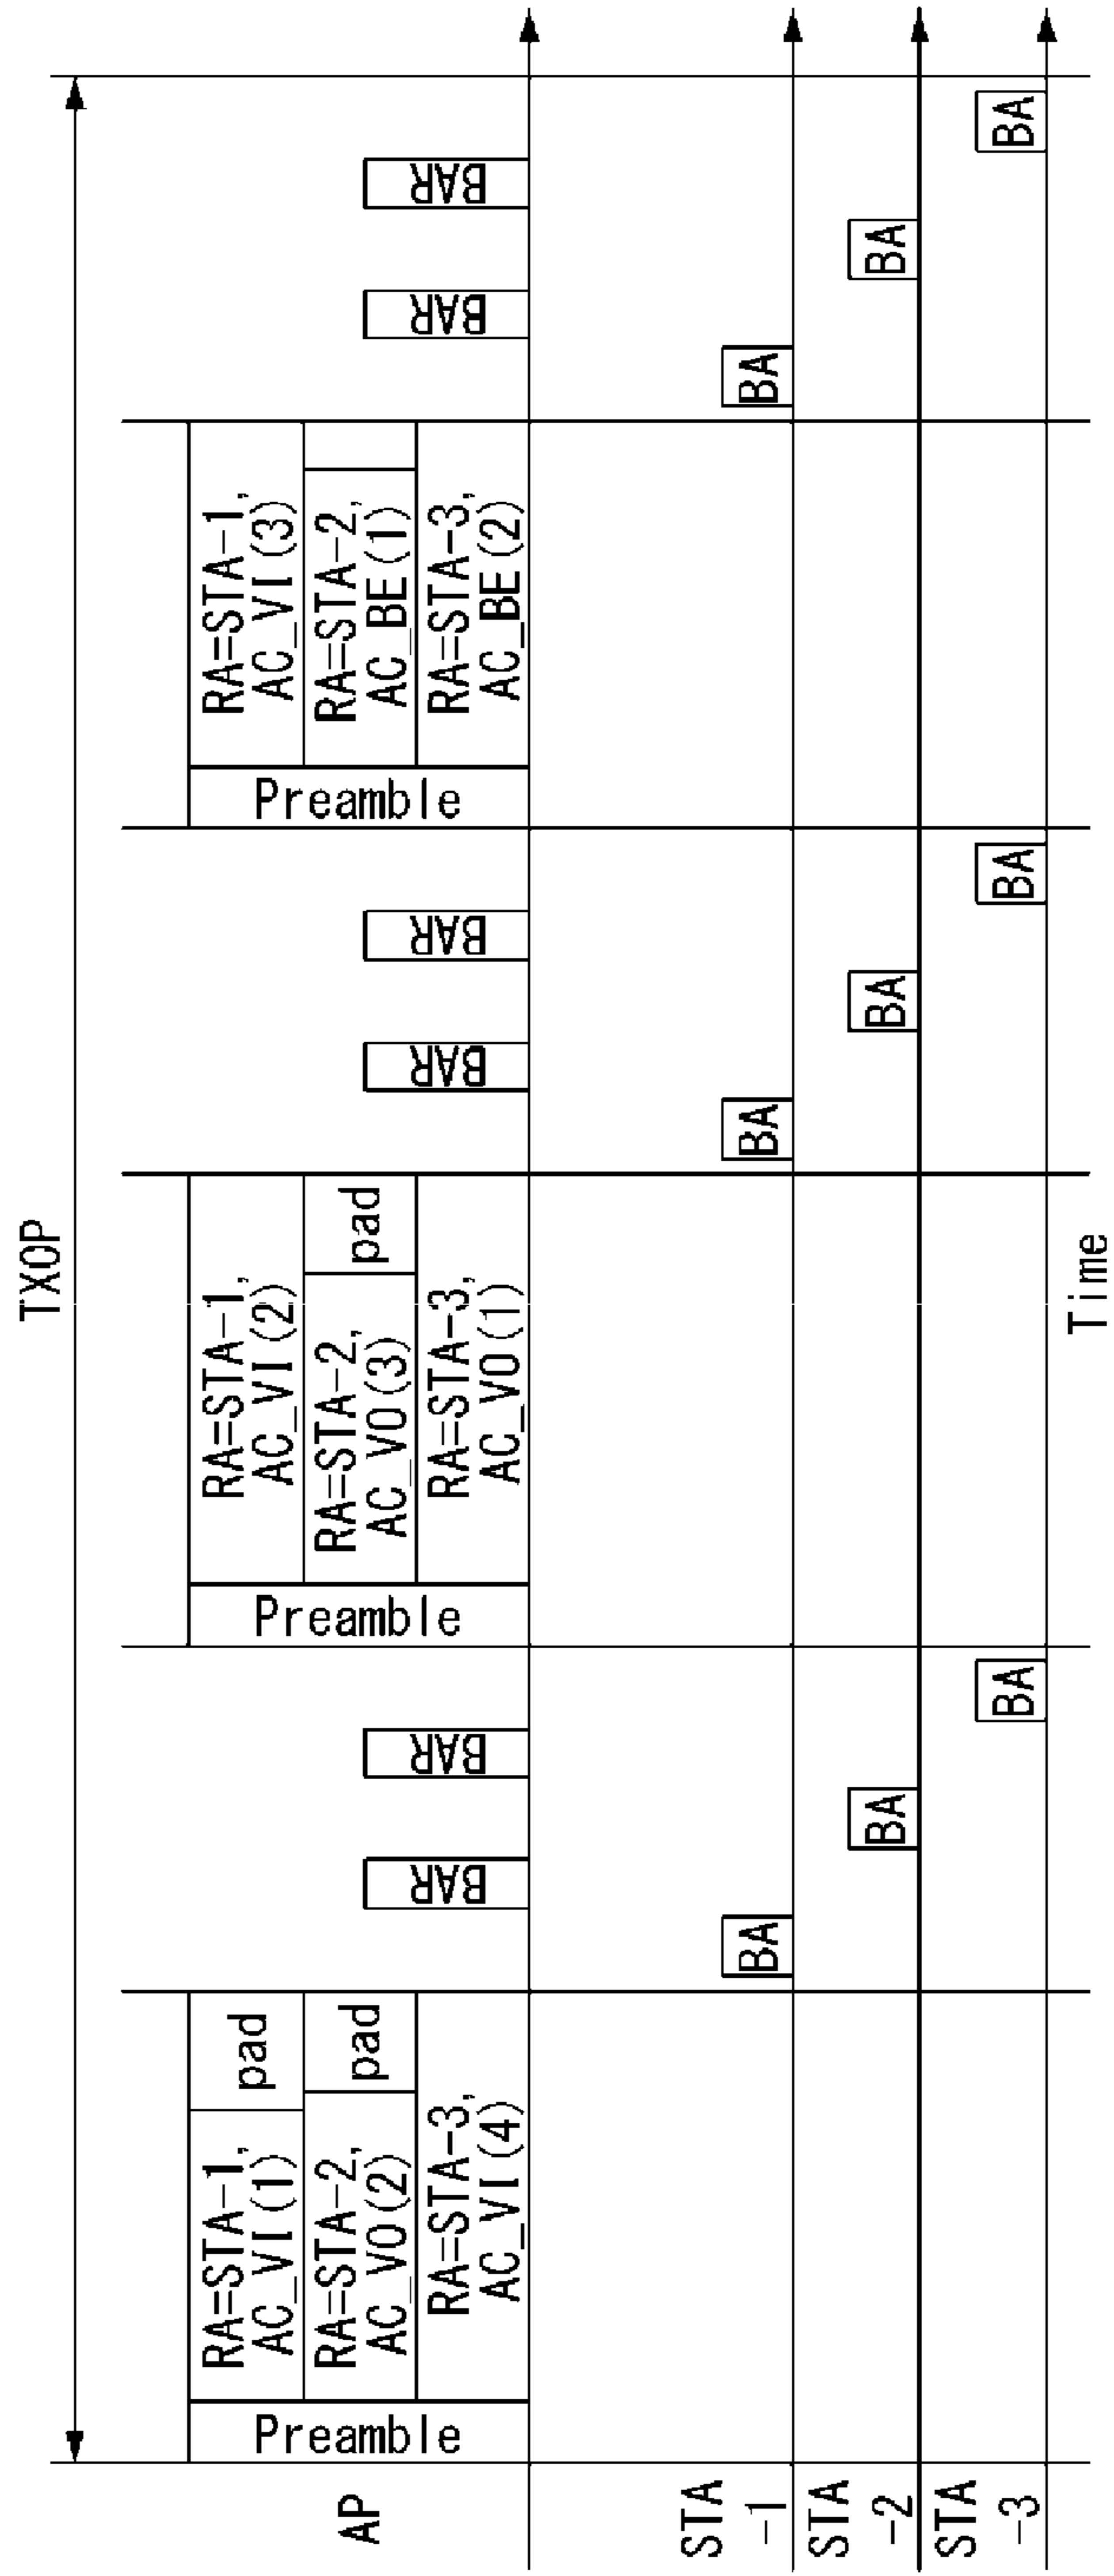 TXOP
AP
Preamble
RA=STA-1,
AC_VI(1)
pad
RA=STA-2,
AC_VO(2)
pad
RA=STA-3,
AC_VI(4)
BAR
BAR
Preamble
RA=STA-1,
AC_VI(2)
RA=STA-2,
AC_VO(3)
pad
RA=STA-3,
AC_VO(1)
BAR
BAR
Preamble
RA=STA-1,
AC_VI(3)
RA=STA-2,
AC_BE(1)
RA=STA-3,
AC_BE(2)
BAR
BAR
STA
-1
BA
BA
BA
STA
-2
BA
BA
BA
STA
-3
BA
BA
BA
Time